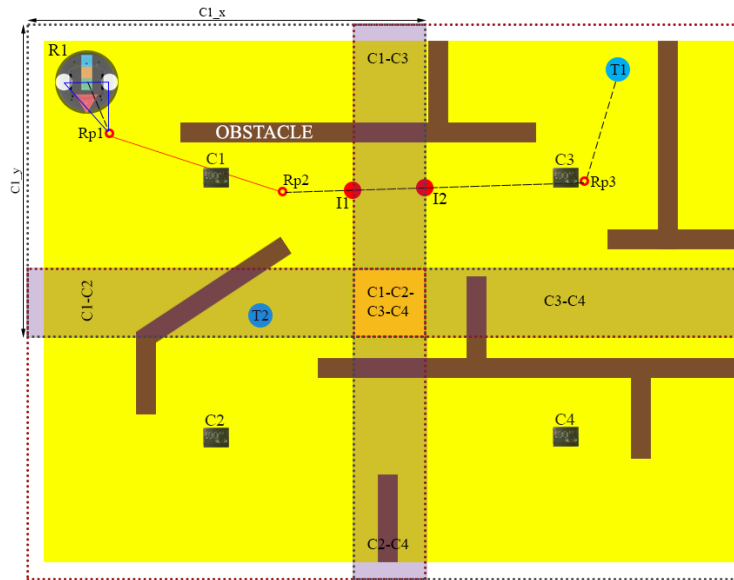 C1_x
C1_y
R1
C1-C3
T1
OBSTACLE
Rp1
C1
C3
Rp2
Rp3
I1
I2
C1-C2
C1-C2-
C3-C4
C3-C4
T2
C2
C4
C2-C4